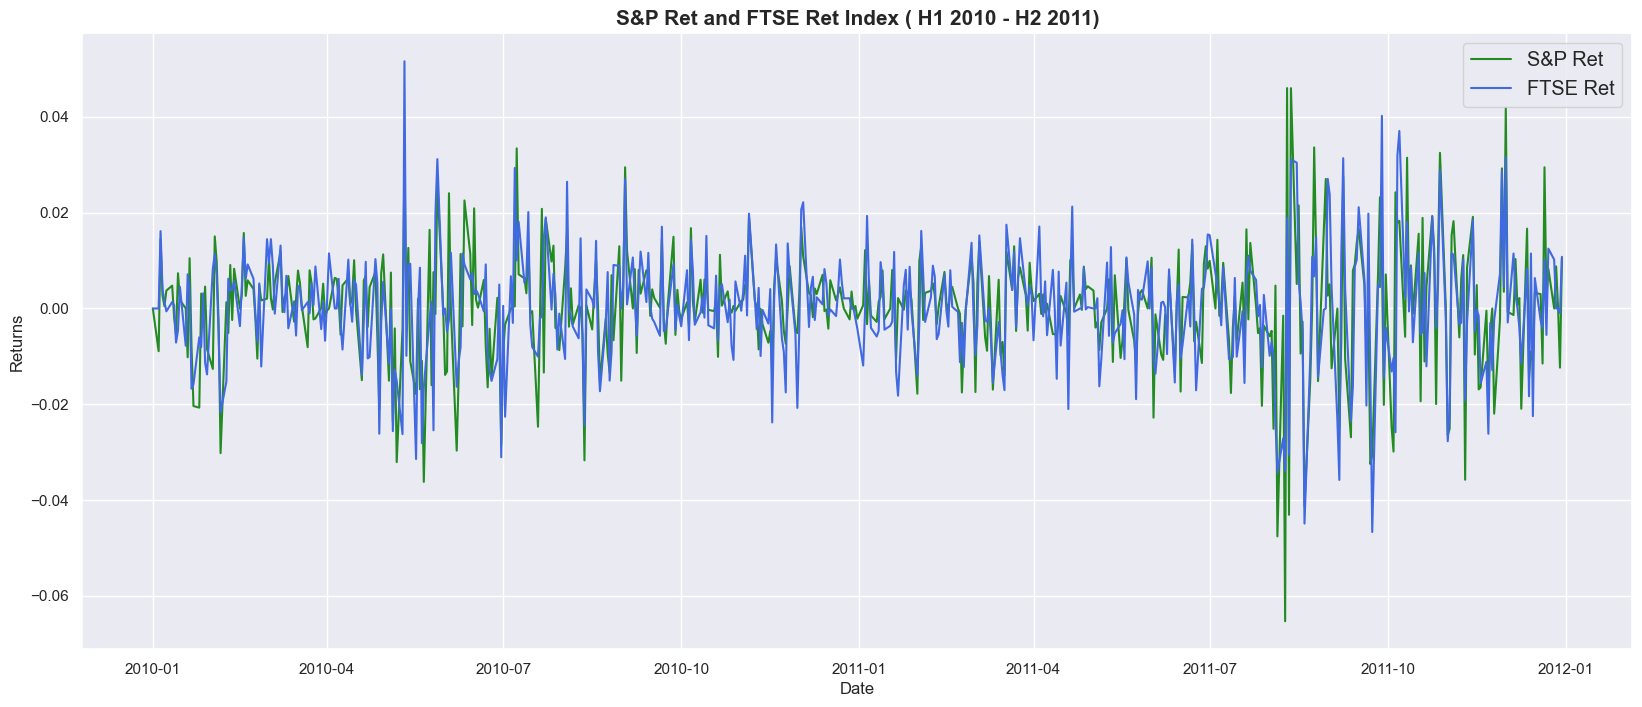 S&P Ret and FTSE Ret Index ( H1 2010 - H2 2011)
S&P Ret
FTSE Ret
0.04
0.02
0.00
−0.02
−0.04
−0.06
Returns
2010-01 2010-04 2010-07 2010-10 2011-01 2011-04 2011-07 2011-10 2012-01
Date